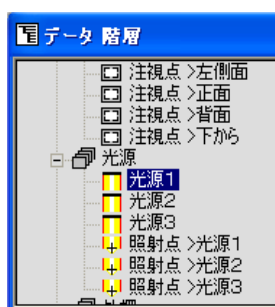 データ 階層
注視点 >左側面
注視点 >正面
注視点 >背面
注視点 >下から
光源
光源1
光源2
光源3
照射点 >光源1
照射点 >光源2
照射点 >光源3